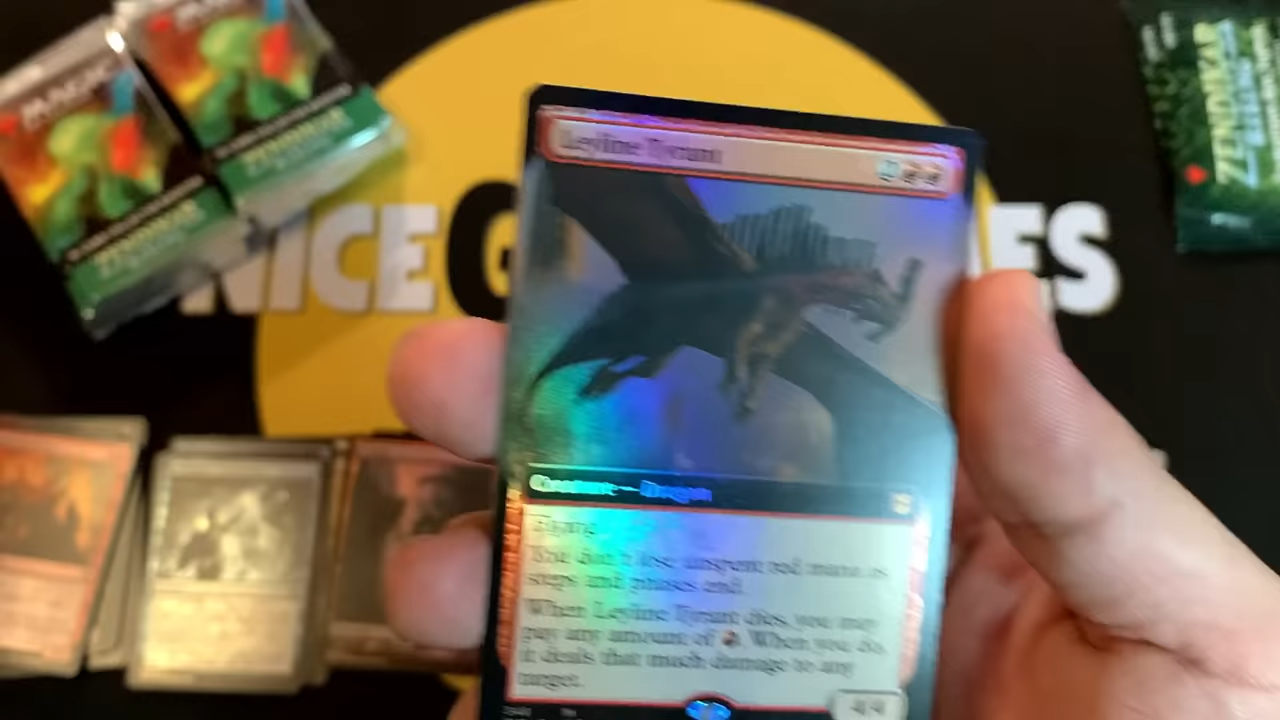 MAGIC
ZENDIKAR
NICE G
ES
Leyline Tyrant
Creature — Dragon
Flying
You don't lose unspent red mana as
steps and phases end.
When Leyline Tyrant dies, you may
pay any amount of . When you do,
it deals that much damage to any
target.
4/4